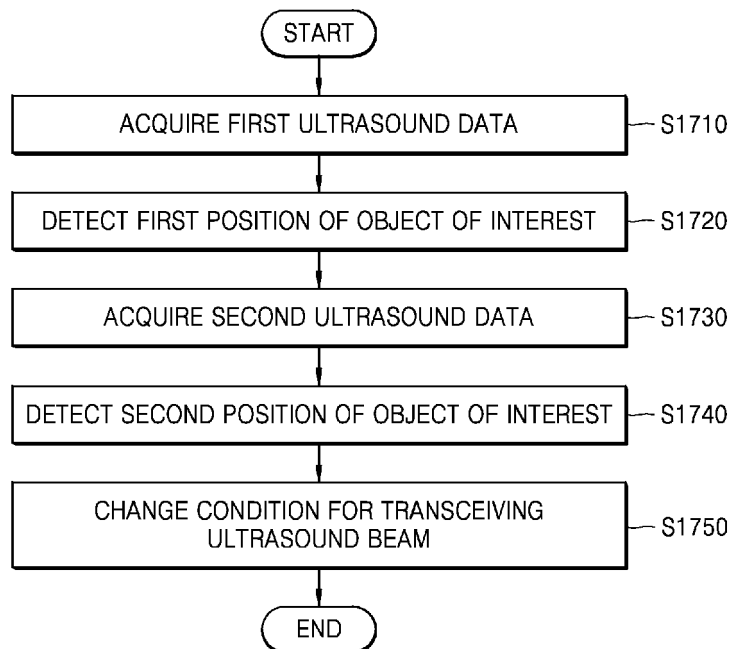 START
ACQUIRE FIRST ULTRASOUND DATA
S1710
DETECT FIRST POSITION OF OBJECT OF INTEREST
S1720
ACQUIRE SECOND ULTRASOUND DATA
S1730
DETECT SECOND POSITION OF OBJECT OF INTEREST
S1740
CHANGE CONDITION FOR TRANSCEIVING
ULTRASOUND BEAM
S1750
END